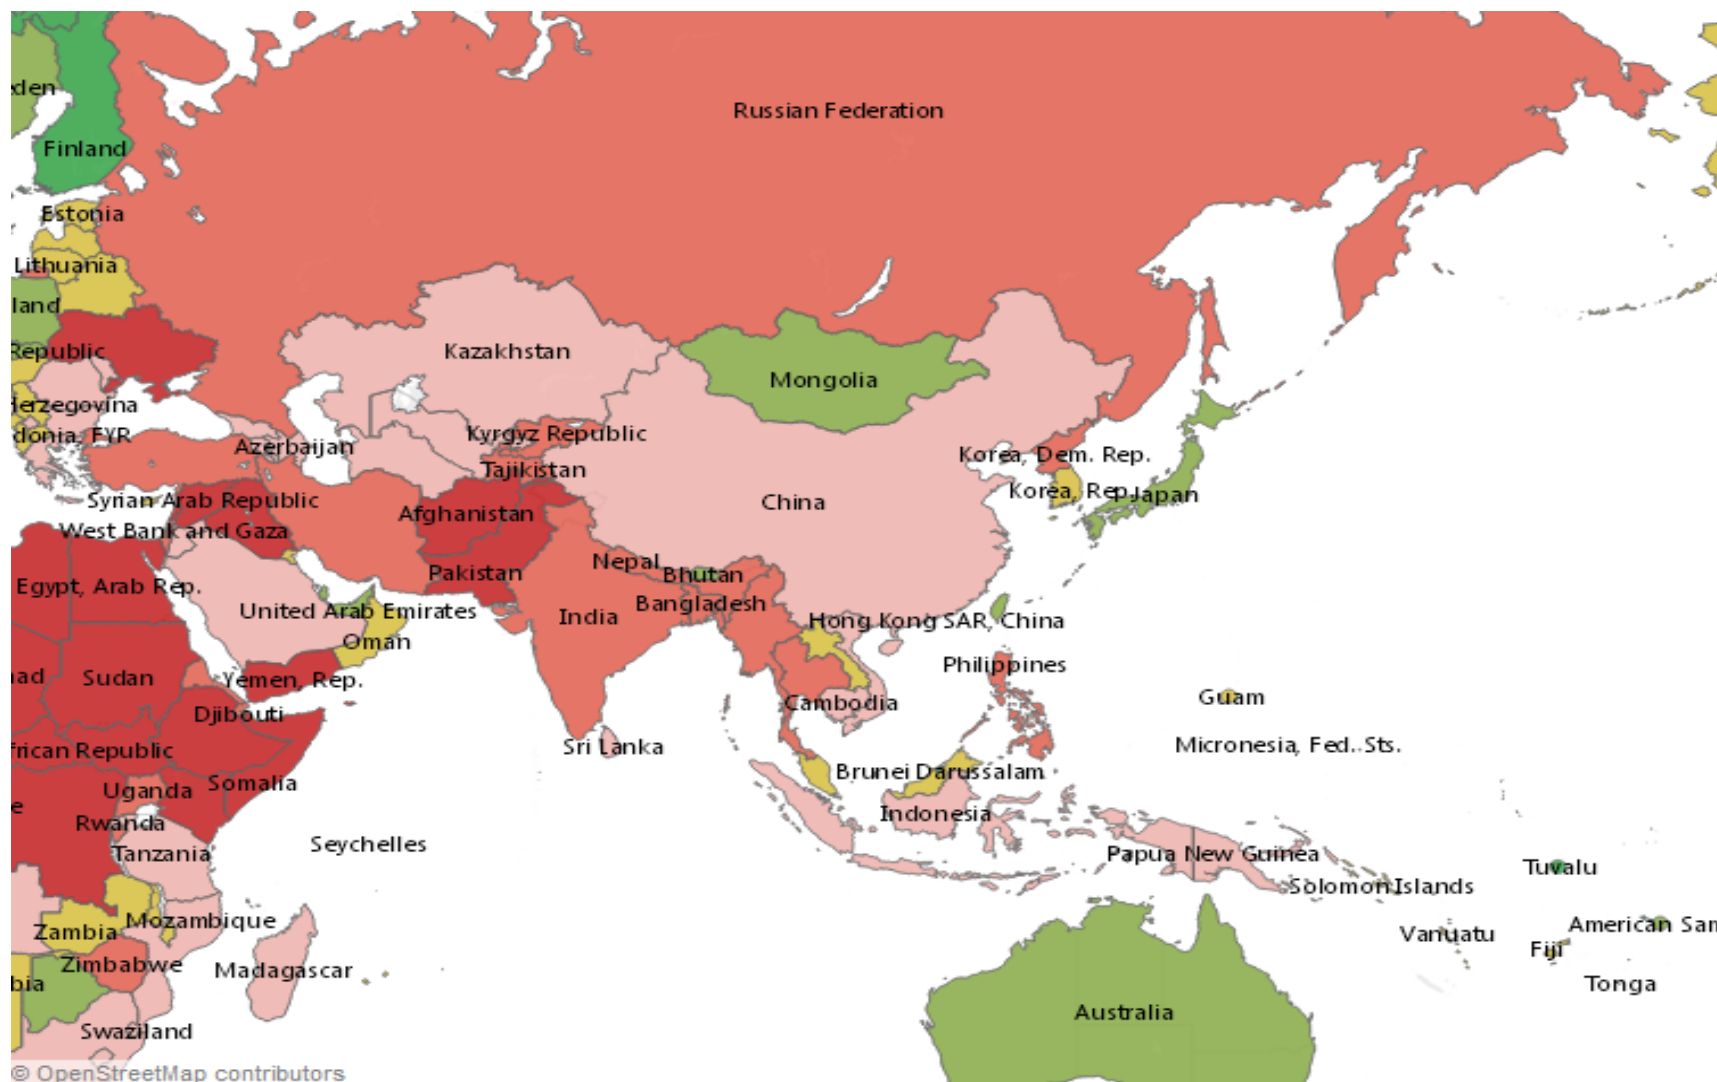 Russian Federation
den
Finland
Estonia
Lithuania
land
Republic
Kazakhstan
Mongolia
Herzegovina
donia, FYR
Azerbaijan
Kyrgyz Republic
Korea, Dem. Rep.
Tajikistan
Korea, Rep.
Japan
Syrian Arab Republic
China
Afghanistan
West Bank and Gaza
Nepal
Egypt, Arab Rep.
Pakistan
Bhutan
United Arab Emirates
India
Bangladesh
Hong Kong SAR, China
Oman
Philippines
ad
Sudan
Yemen, Rep.
Guam
Djibouti
Cambodia
frican Republic
Sri Lanka
Micronesia, Fed. Sts.
Somalia
Brunei Darussalam
Uganda
e
Indonesia
Rwanda
Seychelles
Tanzania
Papua New Guinea
Tuvalu
Solomon Islands
Mozambique
Zambia
American Sam
Vanuatu
Fiji
Zimbabwe
Madagascar
bia
Tonga
Australia
Swaziland
© OpenStreetMap contributors